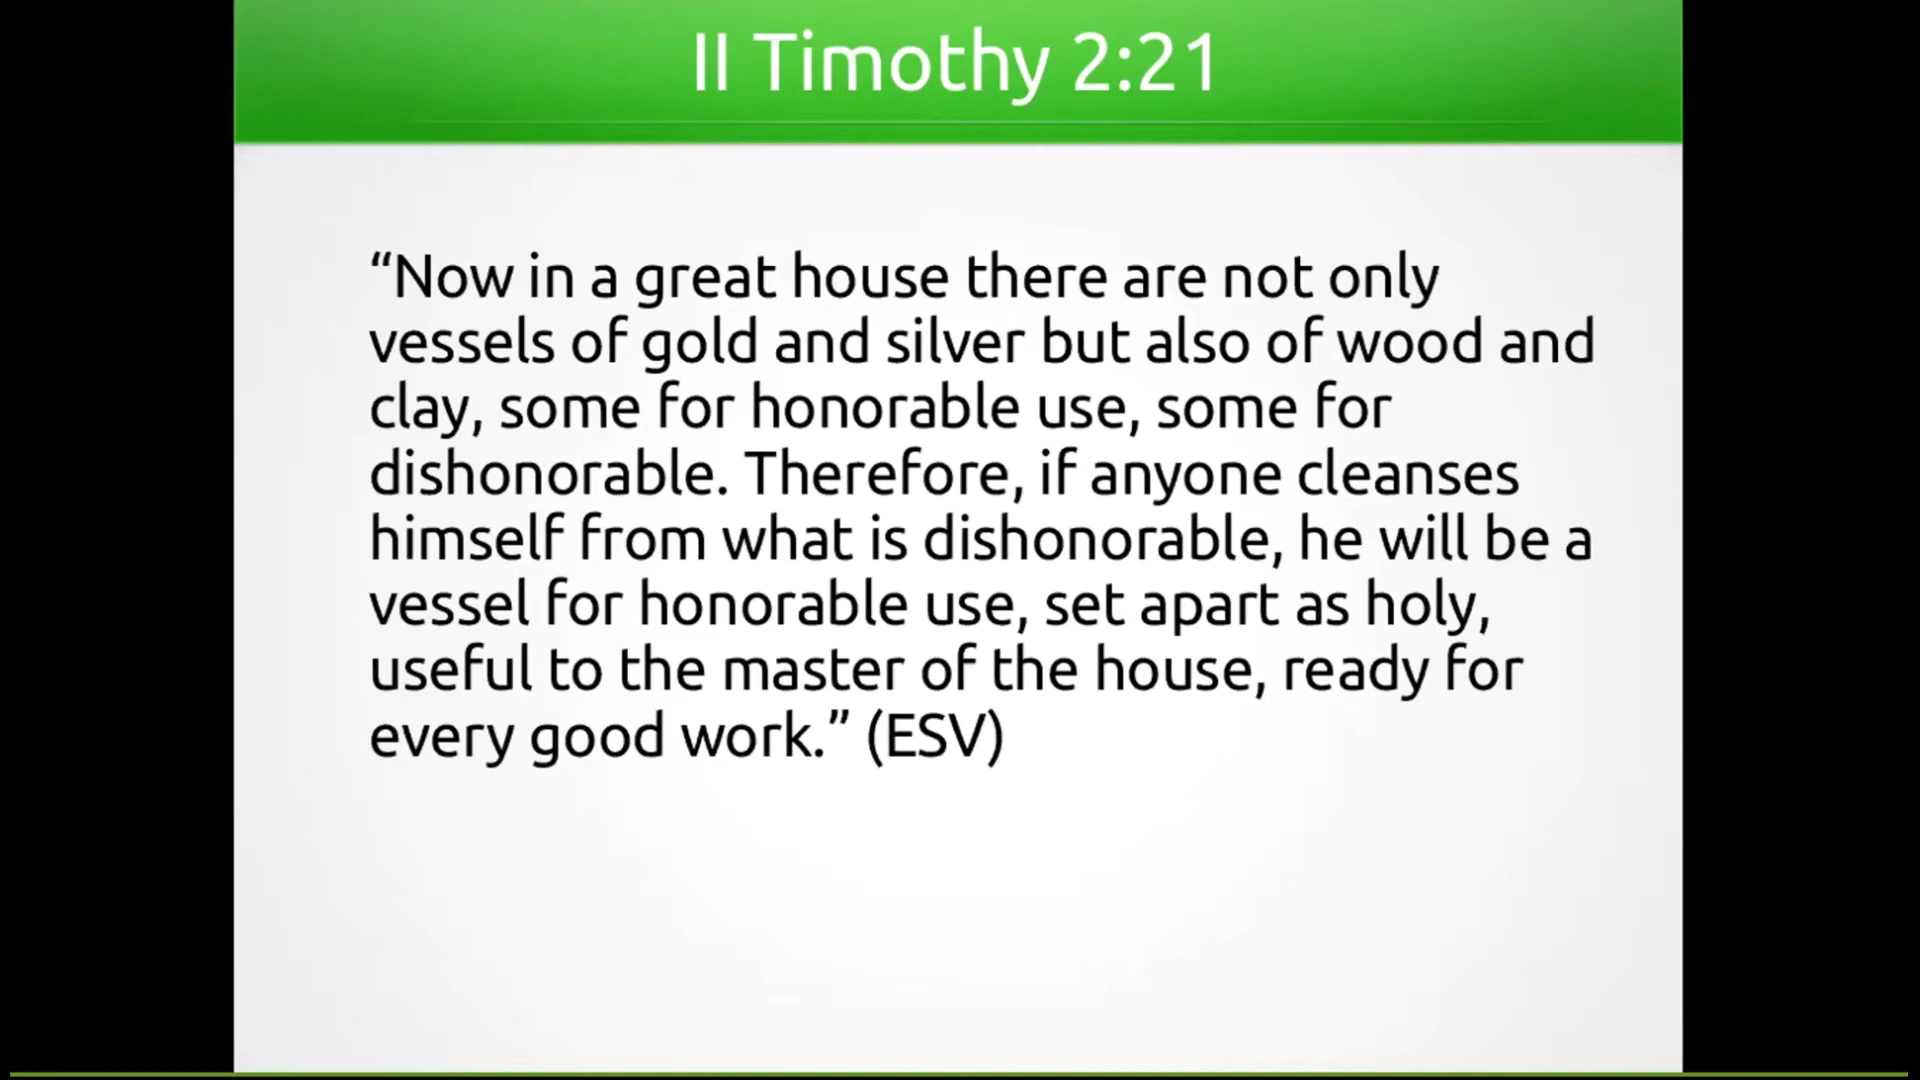 II Timothy 2:21
“Now in a great house there are not only
vessels of gold and silver but also of wood and
clay, some for honorable use, some for
dishonorable. Therefore, if anyone cleanses
himself from what is dishonorable, he will be a
vessel for honorable use, set apart as holy,
useful to the master of the house, ready for
every good work.” (ESV)